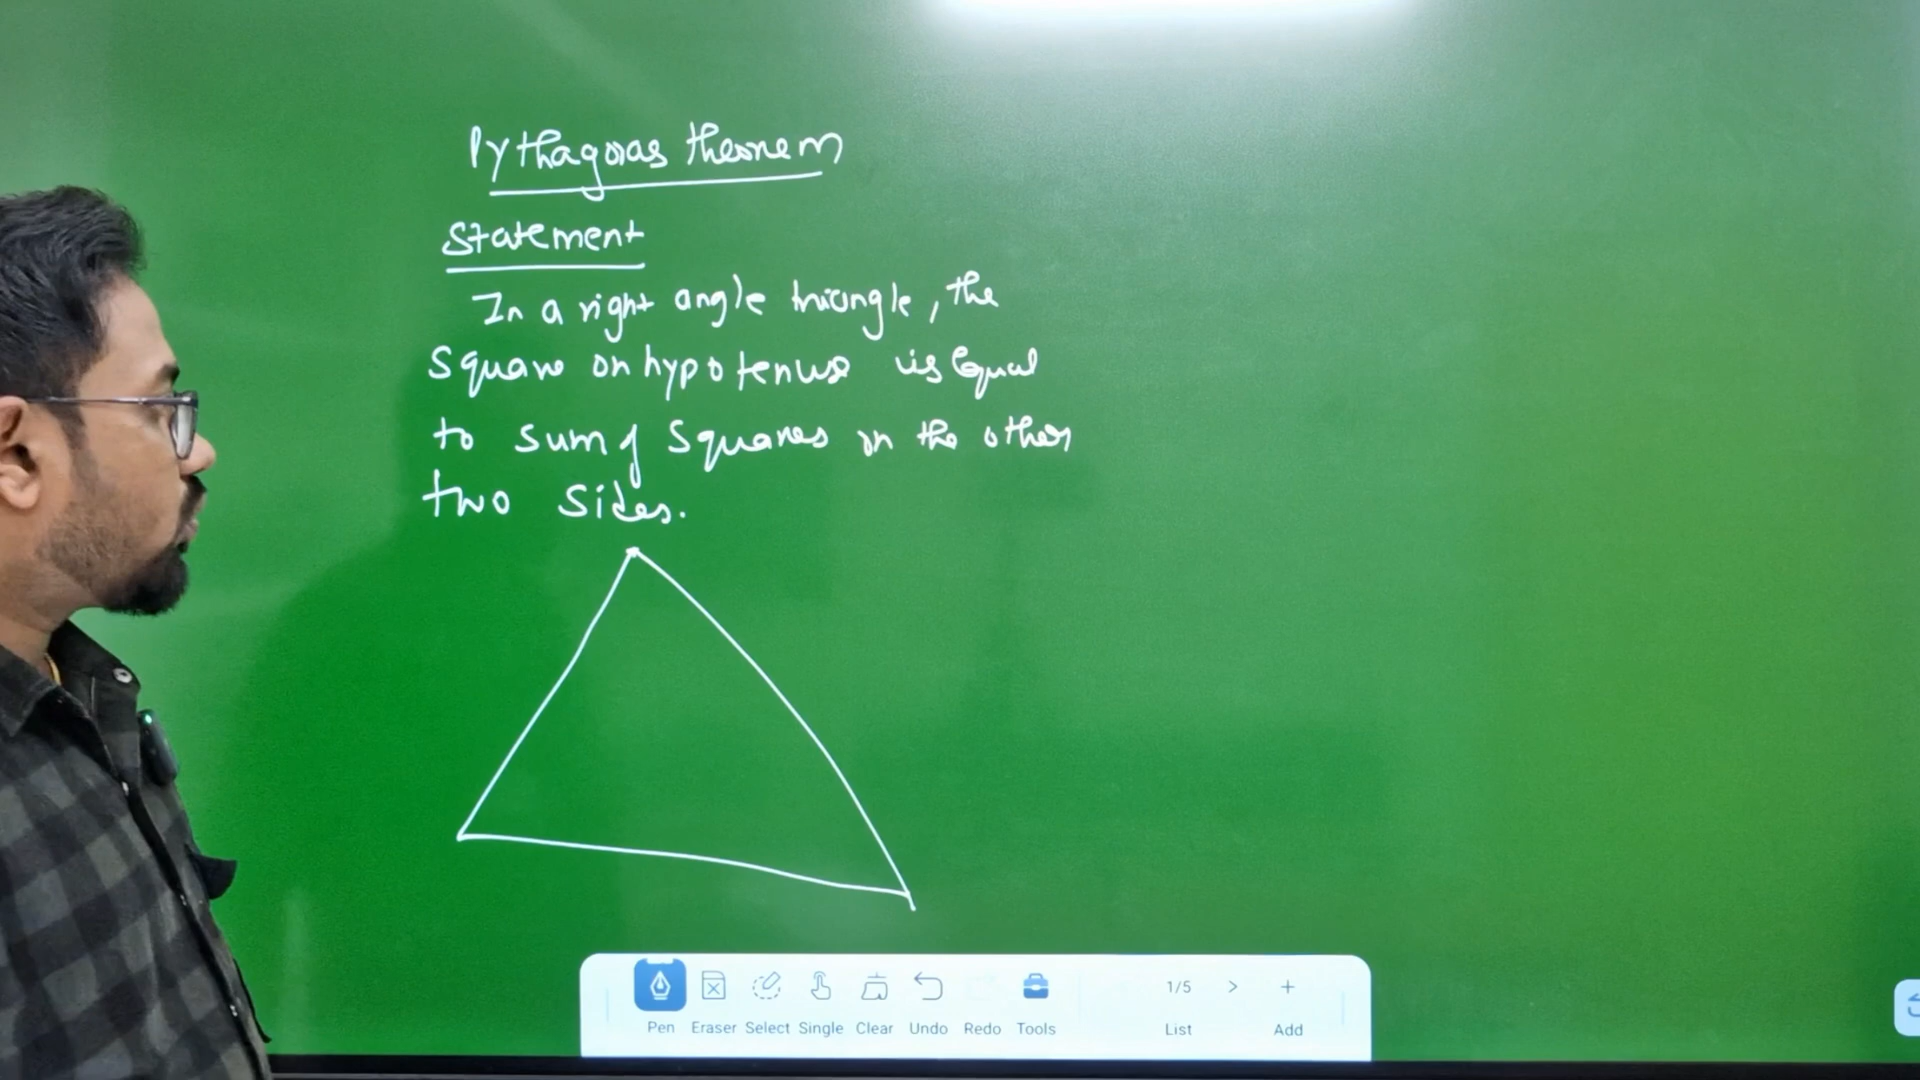 Pythagoras theorem
Statement
In a right angle triangle, the
square on hypotenuse is equal
to sum of squares on the other
two sides.
Pen Eraser Select Single Clear Undo Redo Tools
1/5 > +
List Add